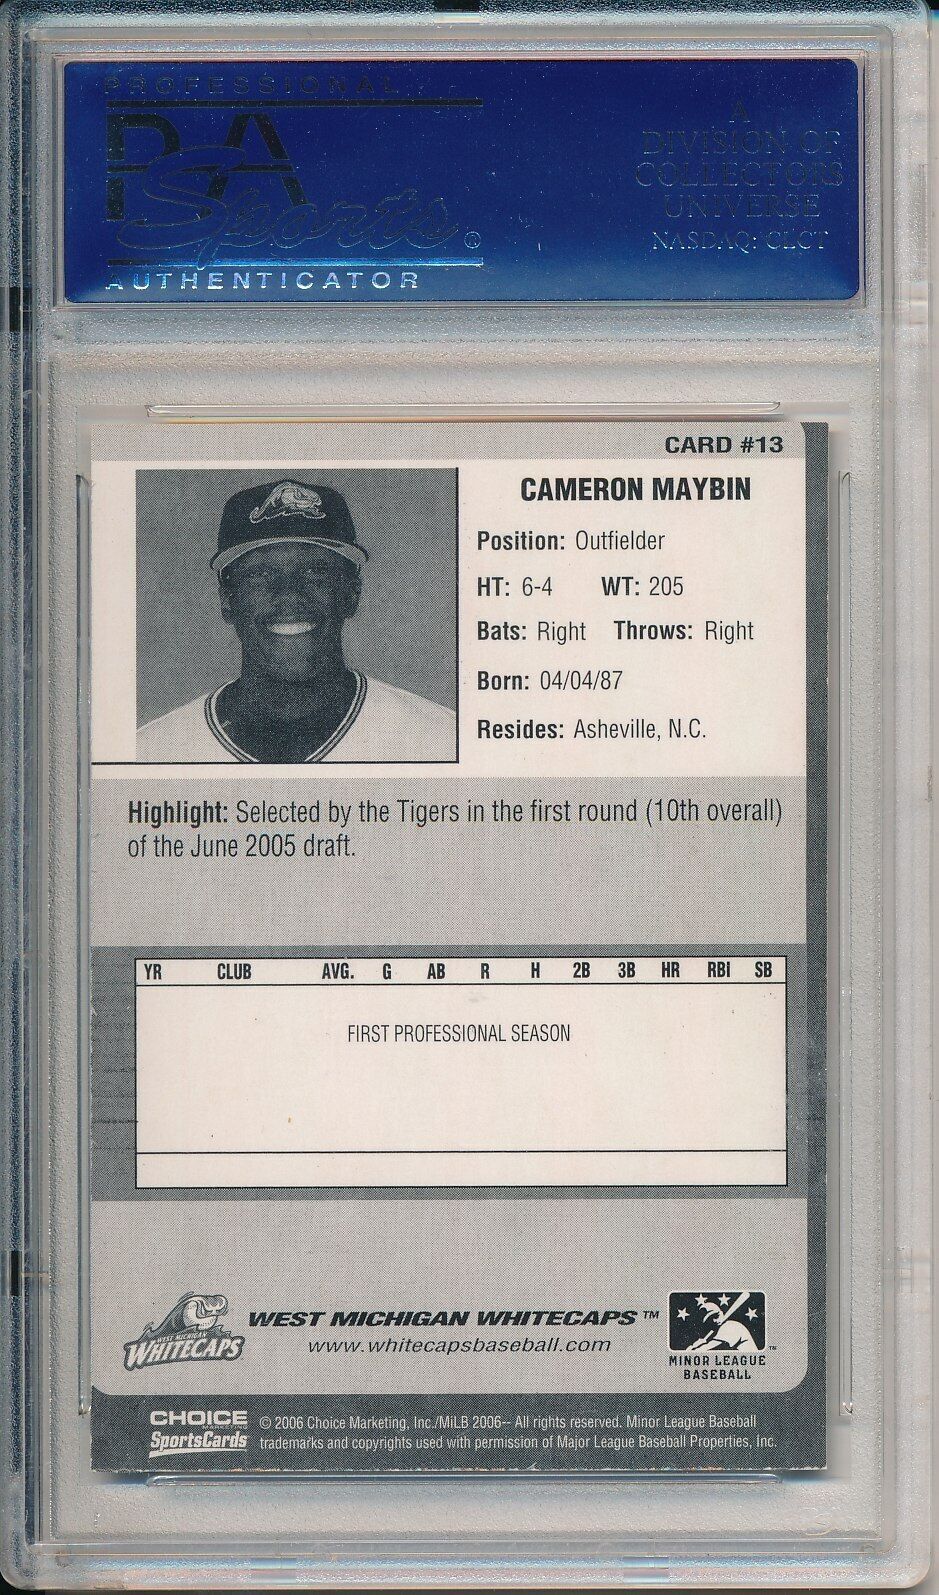 PROFESSIONAL
PSA
Sports®
AUTHENTICATOR
A
DIVISION OF
COLLECTORS
UNIVERSE
NASDAQ: CLCT
CARD #13
CAMERON MAYBIN
Position: Outfielder
HT: 6-4 WT: 205
Bats: Right Throws: Right
Born: 04/04/87
Resides: Asheville, N.C.
Highlight: Selected by the Tigers in the first round (10th overall)
of the June 2005 draft.
YR CLUB AVG. G AB R H 2B 3B HR RBI SB
FIRST PROFESSIONAL SEASON
WEST MICHIGAN
WHITECAPS
WEST MICHIGAN WHITECAPS™
www.whitecapsbaseball.com
MINOR LEAGUE
BASEBALL™
CHOICE
MARKETING
SportsCards
© 2006 Choice Marketing, Inc./MiLB 2006-- All rights reserved. Minor League Baseball
trademarks and copyrights used with permission of Major League Baseball Properties, Inc.